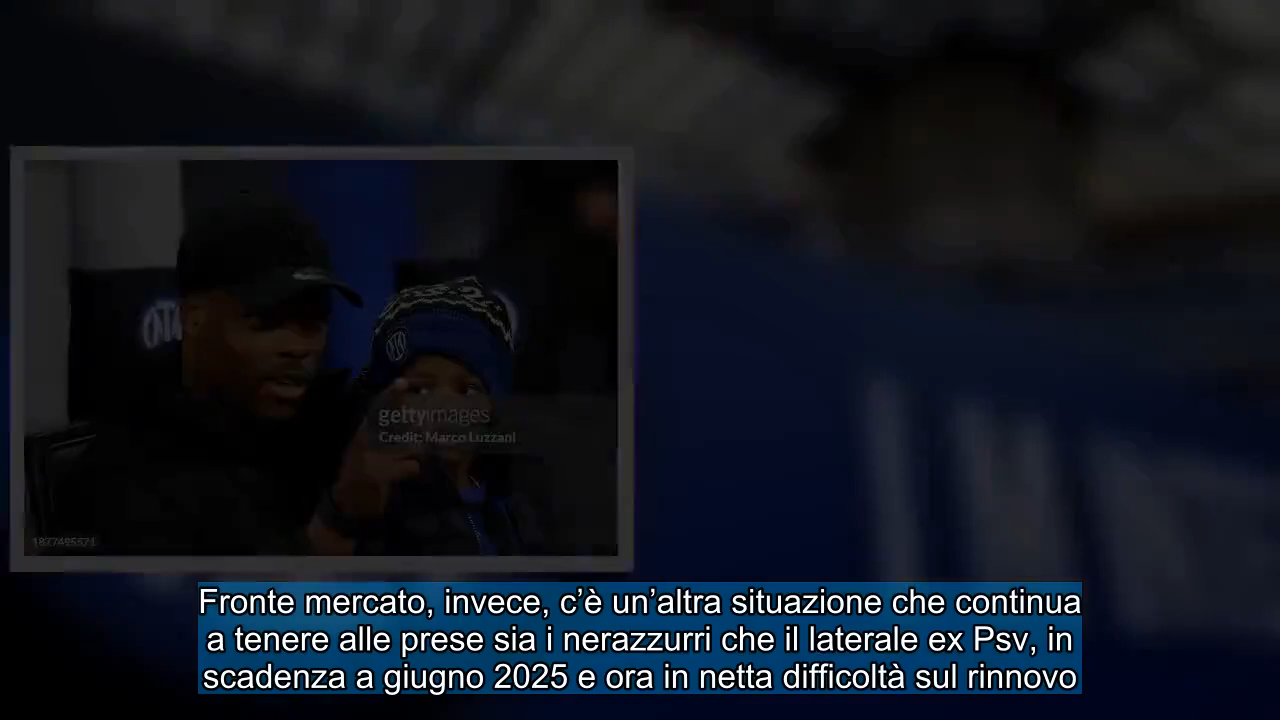 gettyimages
Credit: Marco Luzzani
1877495571
Fronte mercato, invece, c’è un’altra situazione che continua
a tenere alle prese sia i nerazzurri che il laterale ex Psv, in
scadenza a giugno 2025 e ora in netta difficoltà sul rinnovo